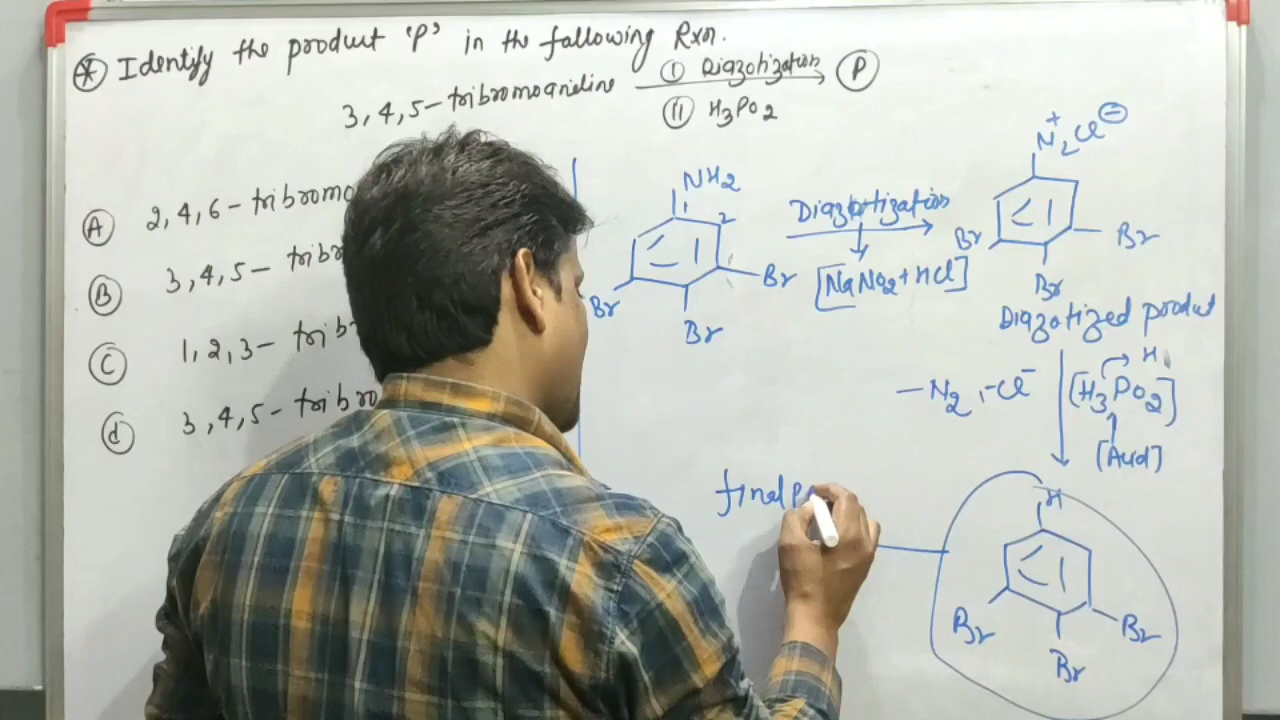 * Identify the product 'P' in the following Rxn.
3,4,5-tribromoaniline
(I) Diazotization
(P)
(II) H3PO2
(A) 2,4,6-tribromo
(B) 3,4,5-tribr
(C) 1,2,3-trib
(d) 3,4,5-tribro
NH2
1
2
Br
Br
Br
Diazotization
[NaNO2+HCl]
N2+Cl-
Br
Br
Br
Diazotized product
-N2, -Cl-
[H3PO2]
H
[Acid]
final P
H
Br
Br
Br